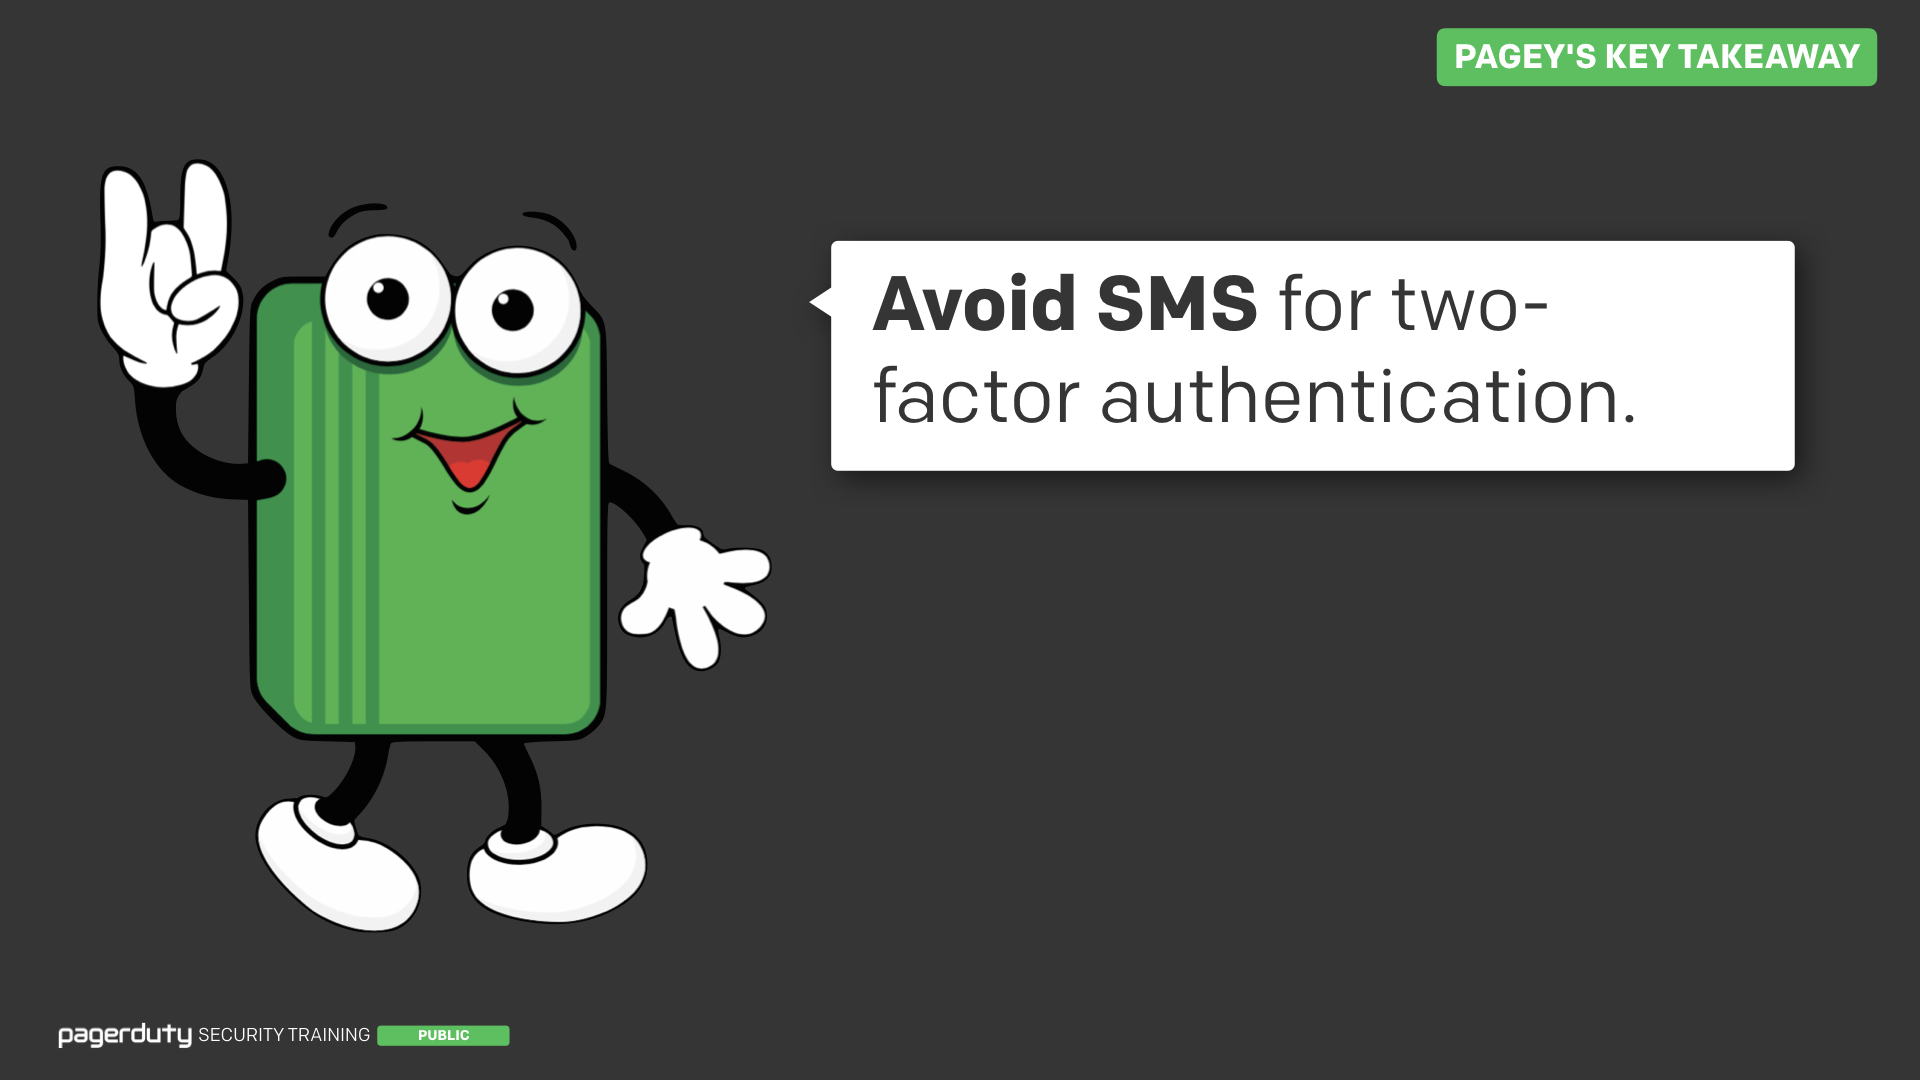 PAGEY'S KEY TAKEAWAY
Avoid SMS for two-
factor authentication.
pagerduty SECURITY TRAINING PUBLIC